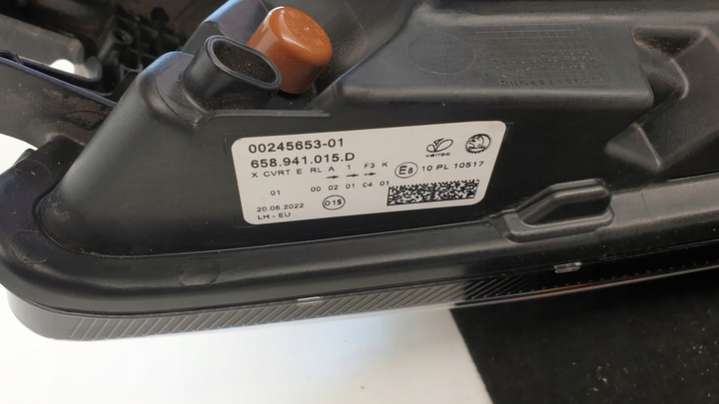 00245653-01
658.941.015.D
X CVRT E RL A 1 F3 K
01 00 02 01 C4 01
20.06.2022
LH - EU
015
E8 10 PL 10517